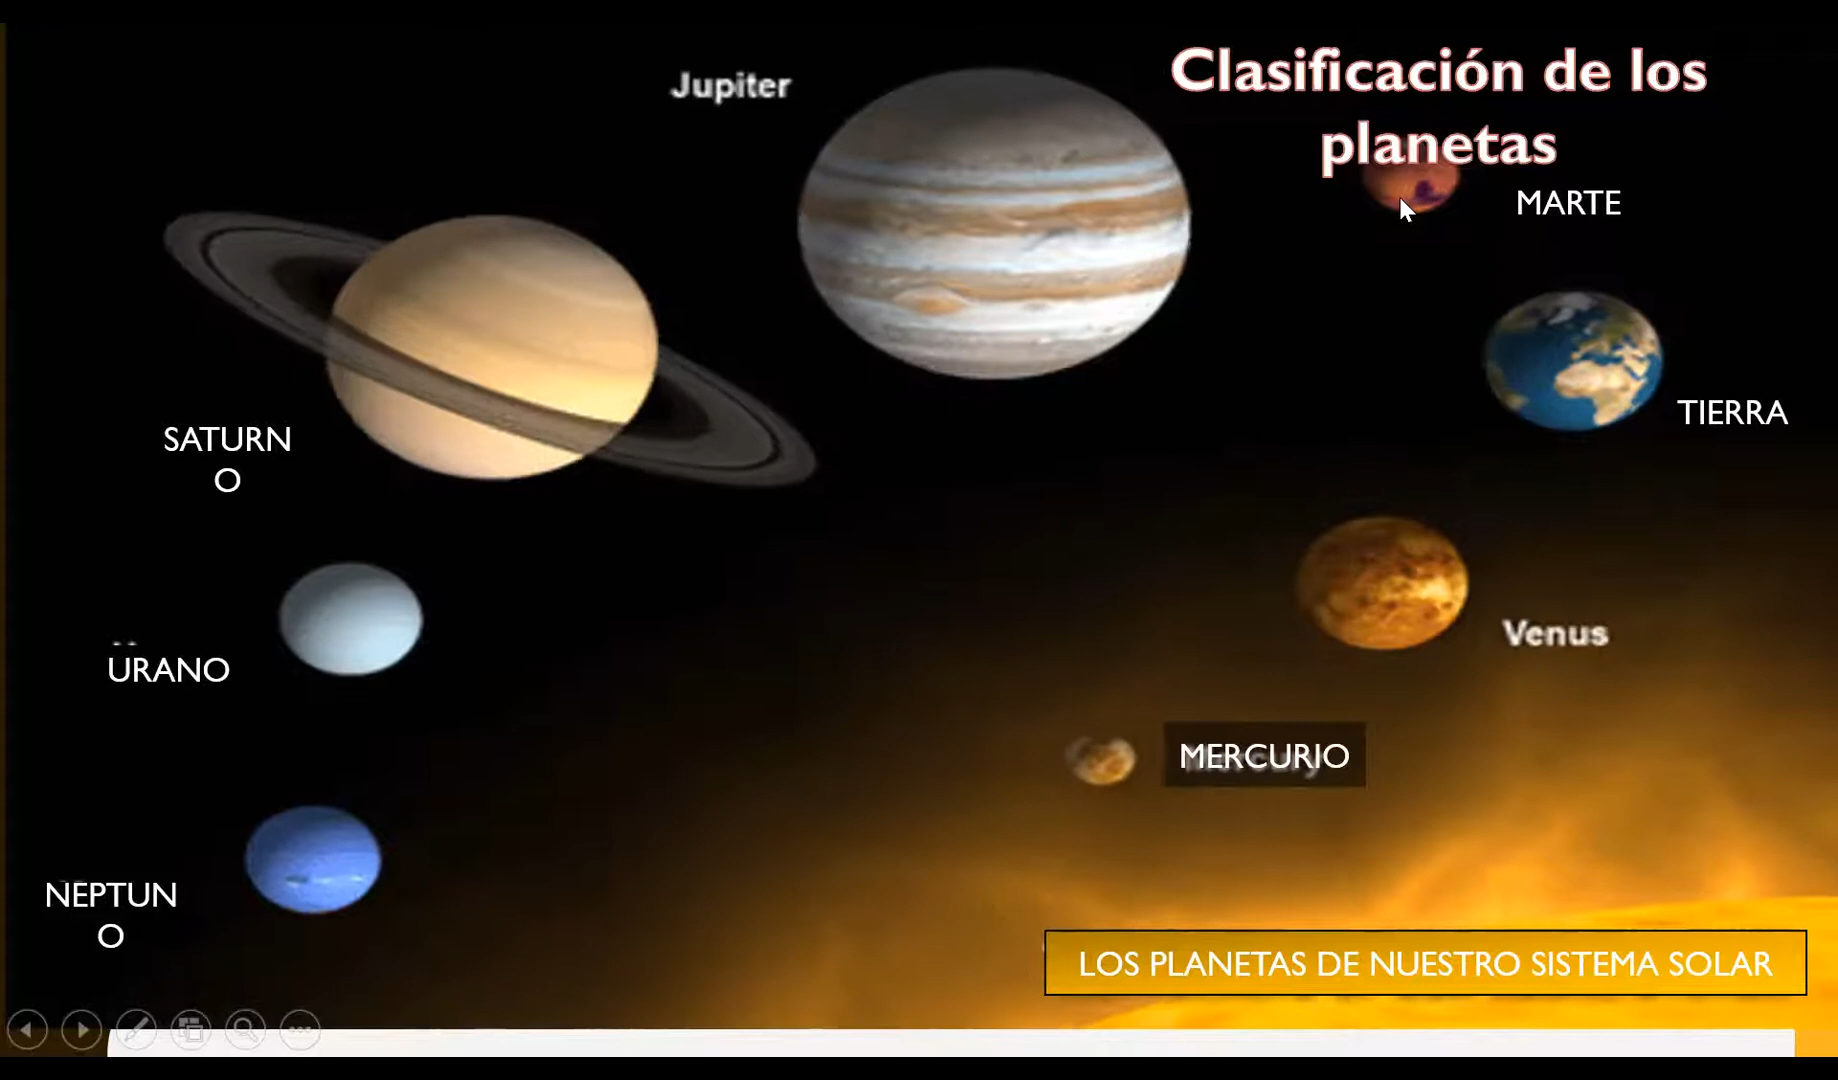 Clasificación de los
planetas
Jupiter
MARTE
TIERRA
SATURN
O
Venus
URANO
MERCURIO
NEPTUN
O
LOS PLANETAS DE NUESTRO SISTEMA SOLAR